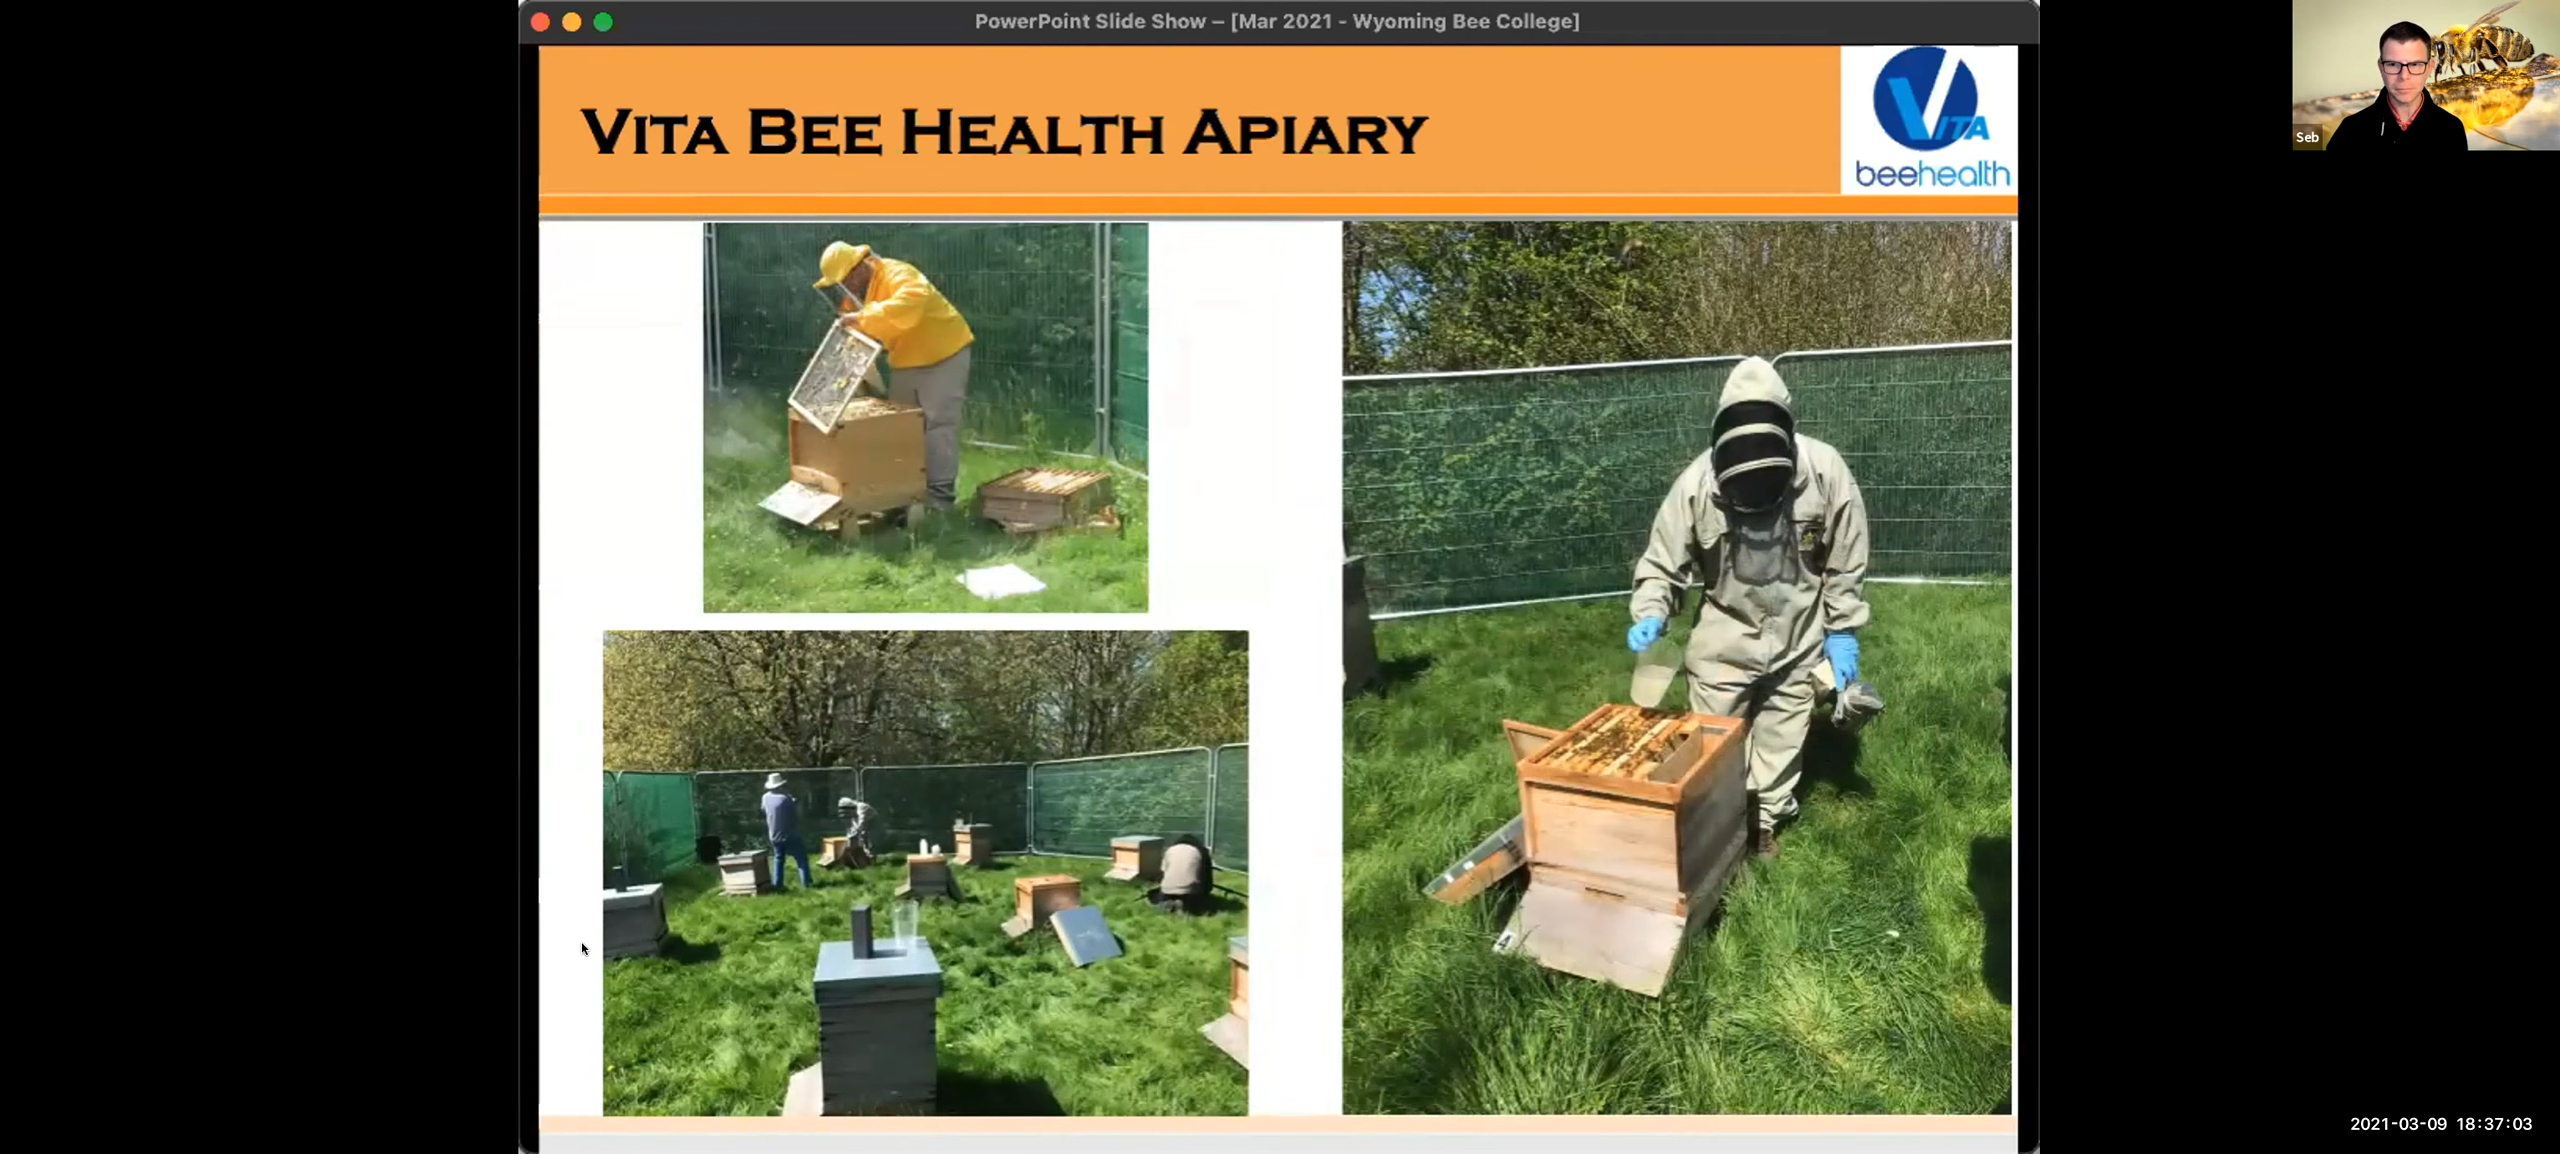 PowerPoint Slide Show – [Mar 2021 - Wyoming Bee College]
VITA BEE HEALTH APIARY
VITA
beehealth
Seb
A
2021-03-09 18:37:03